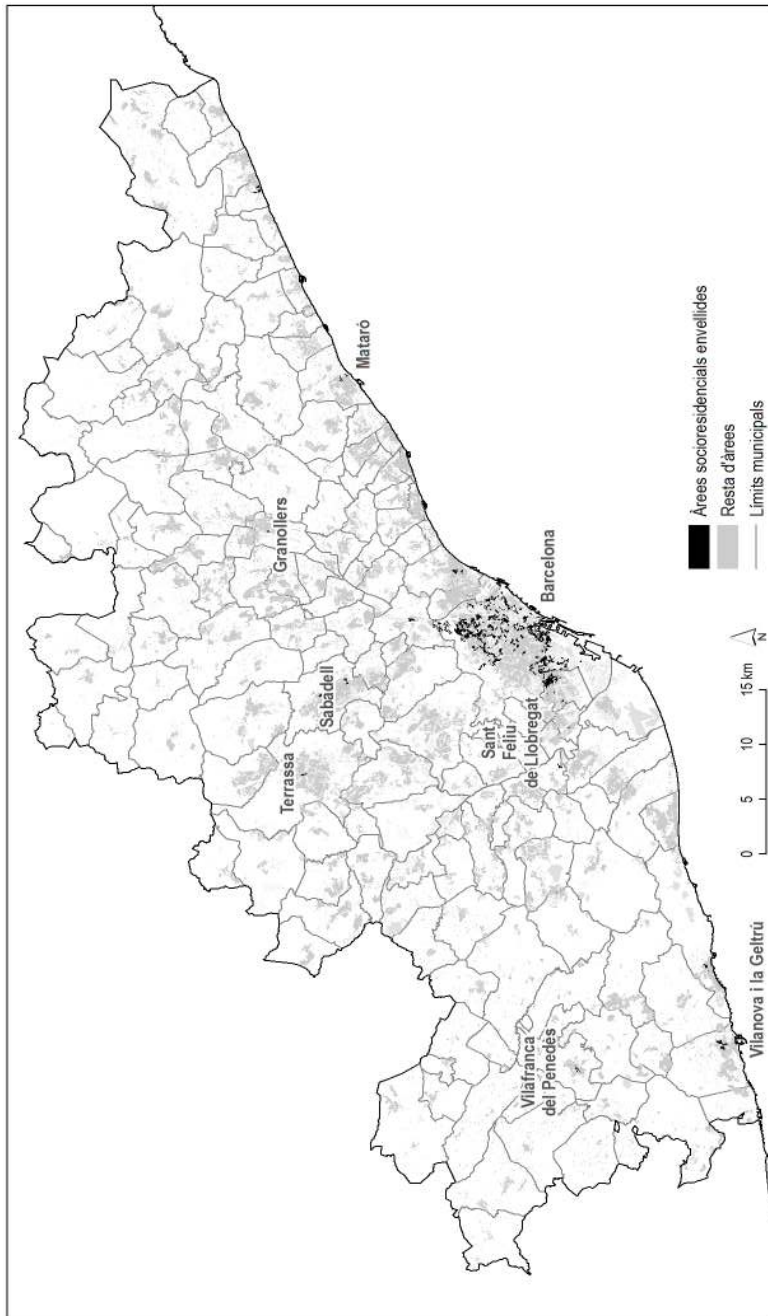 Granollers
Mataró
Terrassa
Sabadell
Sant
Feliu
de Llobregat
Barcelona
Vilafranca
del Penedès
Vilanova i la Geltrú
0 5 10 15 km
N
Àrees socioresidencials envellides
Resta d'àrees
Límits municipals